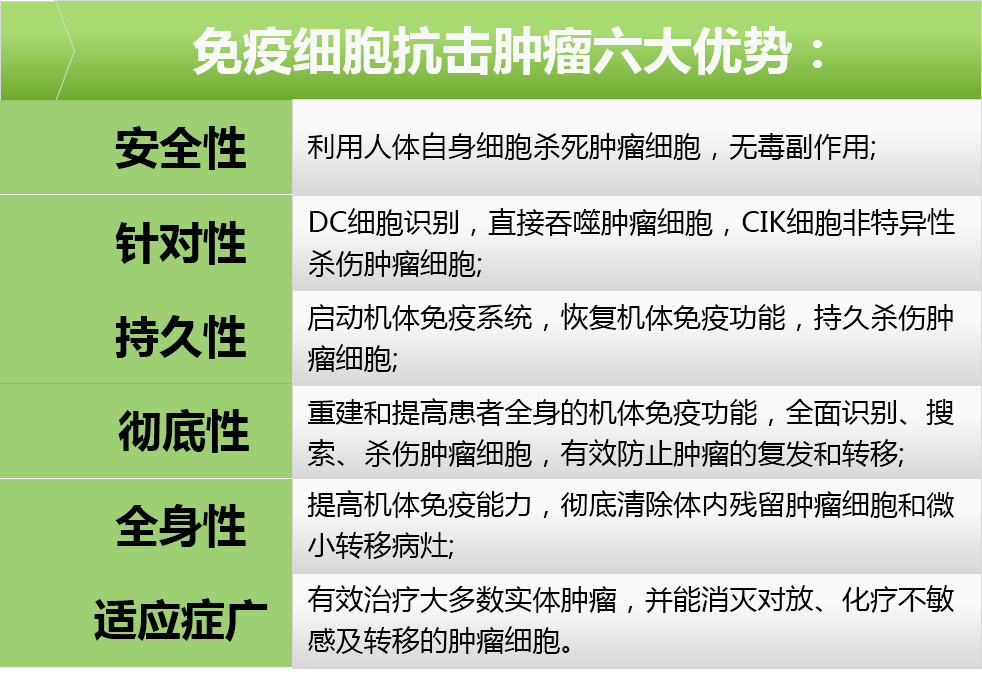 免疫细胞抗击肿瘤六大优势：
安全性
利用人体自身细胞杀死肿瘤细胞，无毒副作用;
针对性
DC细胞识别，直接吞噬肿瘤细胞，CIK细胞非特异性
杀伤肿瘤细胞;
持久性
启动机体免疫系统，恢复机体免疫功能，持久杀伤肿
瘤细胞;
彻底性
重建和提高患者全身的机体免疫功能，全面识别、搜
索、杀伤肿瘤细胞，有效防止肿瘤的复发和转移;
全身性
提高机体免疫能力，彻底清除体内残留肿瘤细胞和微
小转移病灶;
适应症广
有效治疗大多数实体肿瘤，并能消灭对放、化疗不敏
感及转移的肿瘤细胞。